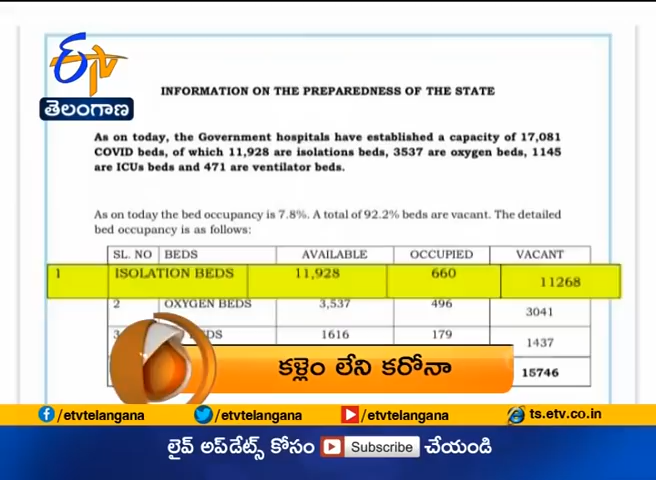 ETV
తెలంగాణ
INFORMATION ON THE PREPAREDNESS OF THE STATE
As on today, the Government hospitals have established a capacity of 17,081
COVID beds, of which 11,928 are isolations beds, 3537 are oxygen beds, 1145
are ICUs beds and 471 are ventilator beds.
As on today the bed occupancy is 7.8%. A total of 92.2% beds are vacant. The detailed
bed occupancy is as follows:
SL. NO BEDS AVAILABLE OCCUPIED VACANT
1 ISOLATION BEDS 11,928 660 11268
2 OXYGEN BEDS 3,537 496 3041
3 1616 179 1437
15746
కళ్లెం లేని కరోనా
/etvtelangana /etvtelangana /etvtelangana ts.etv.co.in
లైవ్ అప్‌డేట్స్ కోసం Subscribe చేయండి